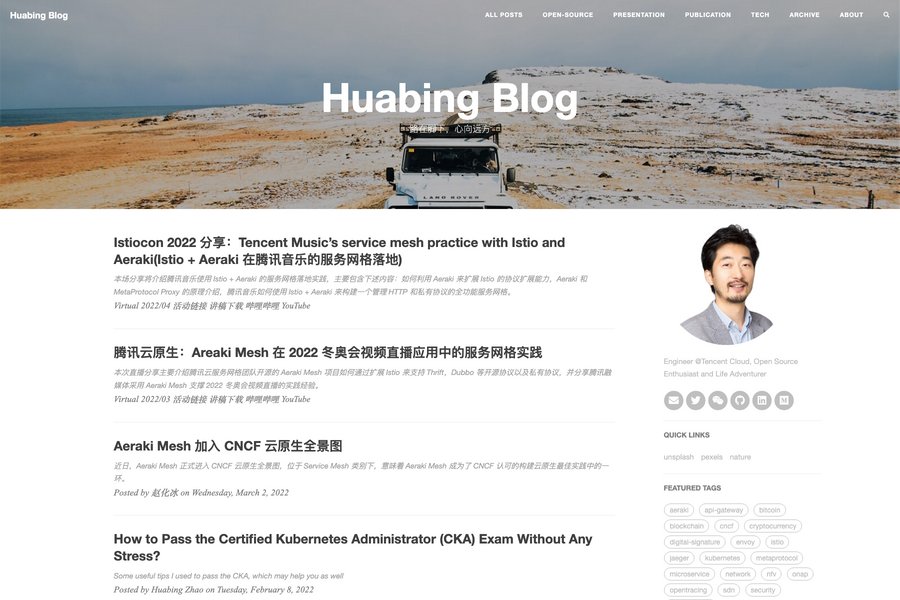 Huabing Blog
ALL POSTS OPEN-SOURCE PRESENTATION PUBLICATION TECH ARCHIVE ABOUT
Huabing Blog
路在脚下，心向远方
LAND ROVER
Istiocon 2022 分享：Tencent Music’s service mesh practice with Istio and
Aeraki(Istio + Aeraki 在腾讯音乐的服务网格落地)
本场分享将介绍腾讯音乐使用 Istio + Aeraki 的服务网格落地实践，主要包含下述内容：如何利用 Aeraki 来扩展 Istio 的协议扩展能力，Aeraki 和
MetaProtocol Proxy 的原理介绍，腾讯音乐如何使用 Istio + Aeraki 来构建一个管理 HTTP 和私有协议的全功能服务网格。
Virtual 2022/04 活动链接 讲稿下载 哔哩哔哩 YouTube
腾讯云原生：Areaki Mesh 在 2022 冬奥会视频直播应用中的服务网格实践
本次直播分享主要介绍腾讯云服务网格团队开源的 Aeraki Mesh 项目如何通过扩展 Istio 来支持 Thrift，Dubbo 等开源协议以及私有协议，并分享腾讯融
媒体采用 Aeraki Mesh 支撑 2022 冬奥会视频直播的实践经验。
Virtual 2022/03 活动链接 讲稿下载 哔哩哔哩 YouTube
Aeraki Mesh 加入 CNCF 云原生全景图
近日，Aeraki Mesh 正式进入 CNCF 云原生全景图，位于 Service Mesh 类别下，意味着 Aeraki Mesh 成为了 CNCF 认可的构建云原生最佳实践中的一
环。
Posted by 赵化冰 on Wednesday, March 2, 2022
How to Pass the Certified Kubernetes Administrator (CKA) Exam Without Any
Stress?
Some useful tips I used to pass the CKA, which may help you as well
Posted by Huabing Zhao on Tuesday, February 8, 2022
Engineer @Tencent Cloud, Open Source
Enthusiast and Life Adventurer
QUICK LINKS
unsplash pexels nature
FEATURED TAGS
aeraki api-gateway bitcoin
blockchain cncf cryptocurrency
digital-signature envoy istio
jaeger kubernetes metaprotocol
microservice network nfv onap
opentracing sdn security